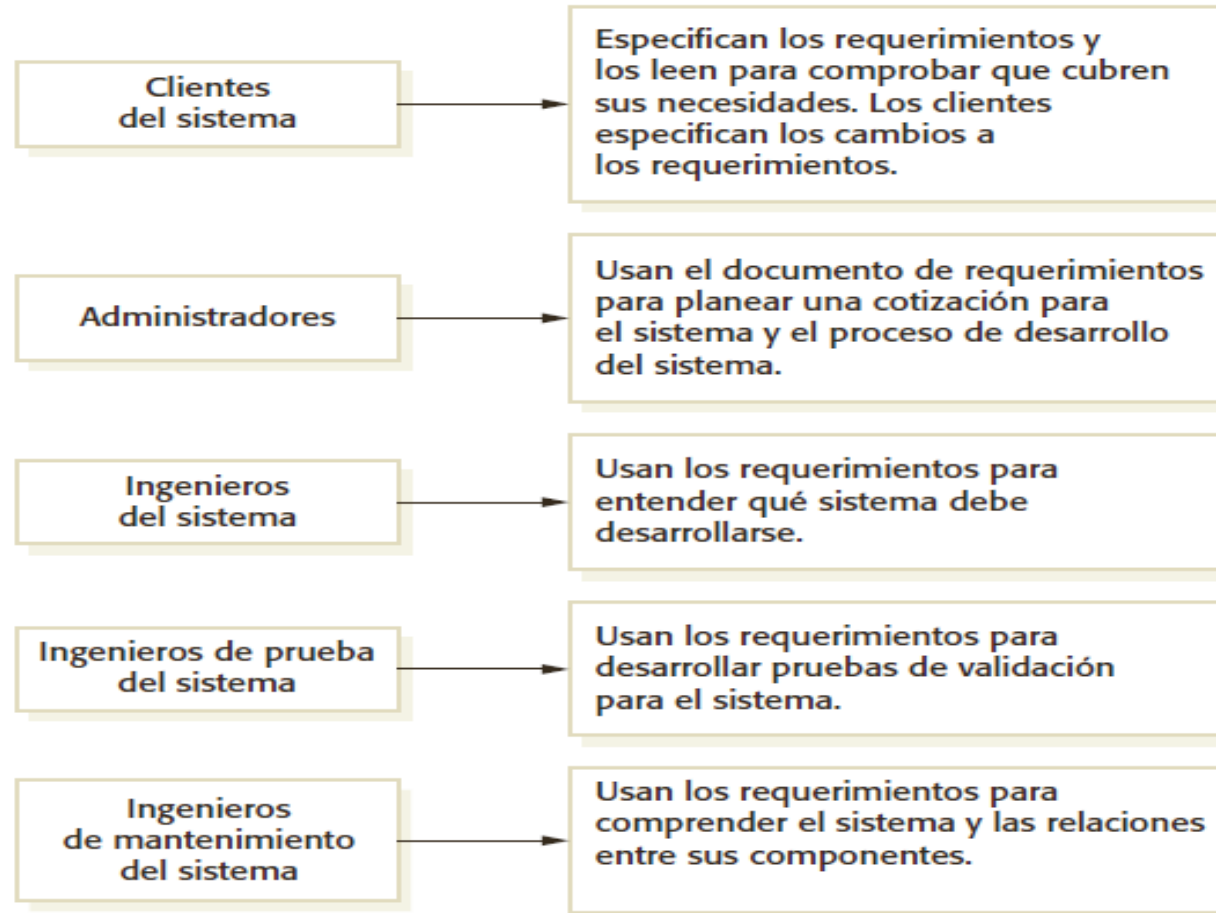 Clientes
del sistema
Especifican los requerimientos y
los leen para comprobar que cubren
sus necesidades. Los clientes
especifican los cambios a
los requerimientos.
Administradores
Usan el documento de requerimientos
para planear una cotización para
el sistema y el proceso de desarrollo
del sistema.
Ingenieros
del sistema
Usan los requerimientos para
entender qué sistema debe
desarrollarse.
Ingenieros de prueba
del sistema
Usan los requerimientos para
desarrollar pruebas de validación
para el sistema.
Ingenieros
de mantenimiento
del sistema
Usan los requerimientos para
comprender el sistema y las relaciones
entre sus componentes.